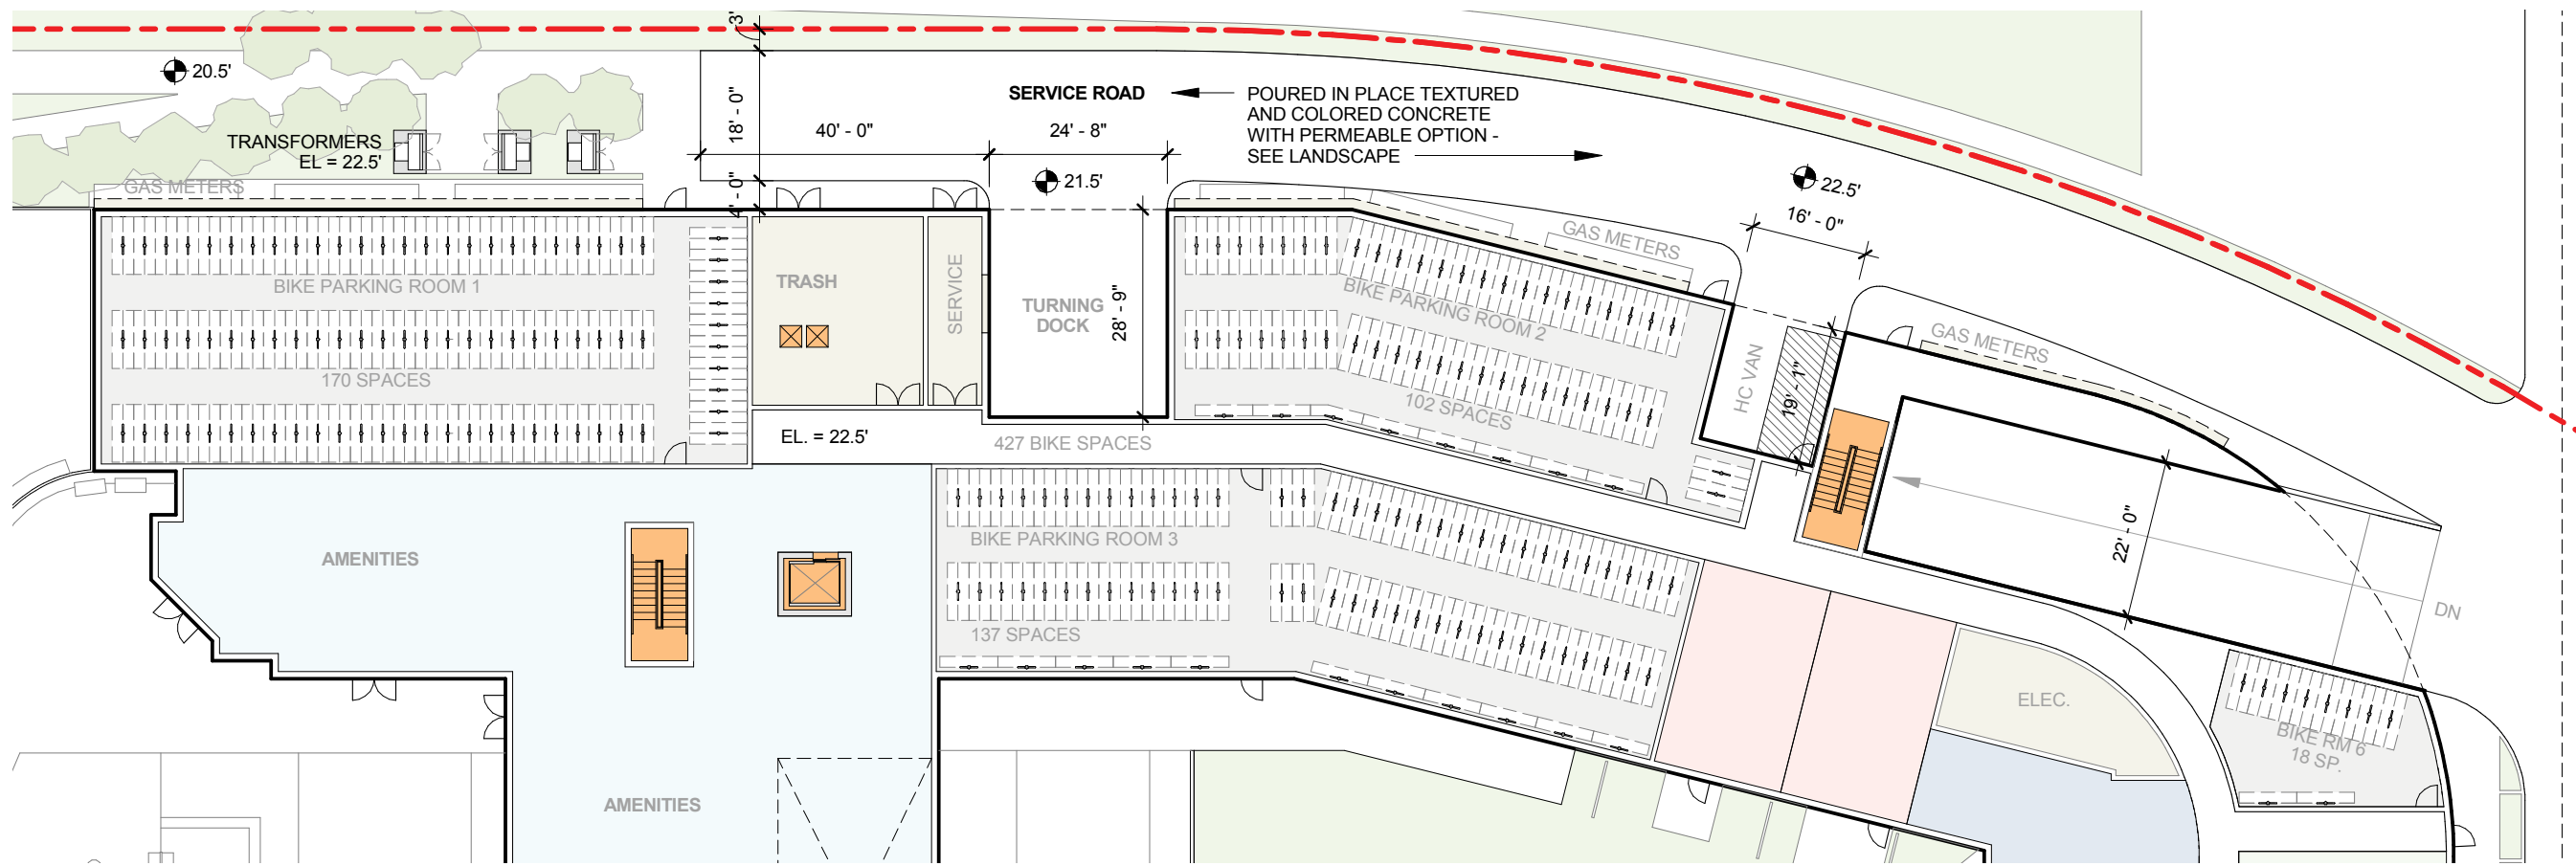 3'
20.5'
SERVICE ROAD
POURED IN PLACE TEXTURED
AND COLORED CONCRETE
WITH PERMEABLE OPTION -
SEE LANDSCAPE
18' - 0"
40' - 0"
24' - 8"
TRANSFORMERS
EL = 22.5'
GAS METERS
21.5'
22.5'
4' - 0"
16' - 0"
GAS METERS
GAS METERS
BIKE PARKING ROOM 1
170 SPACES
TRASH
SERVICE
TURNING
DOCK
28' - 9"
BIKE PARKING ROOM 2
102 SPACES
HC VAN
19' - 1"
EL. = 22.5'
427 BIKE SPACES
AMENITIES
BIKE PARKING ROOM 3
137 SPACES
22' - 0"
DN
ELEC.
BIKE RM 6
18 SP.
AMENITIES